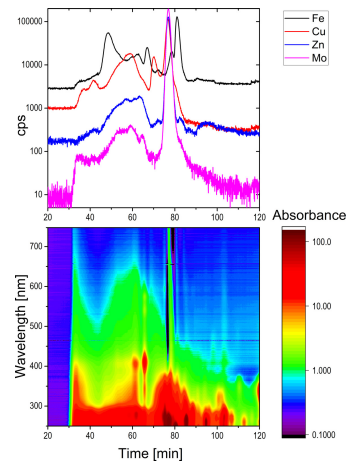 Fe
Cu
Zn
Mo
100000
10000
1000
100
10
cps
20 40 60 80 100 120
Absorbance
700
600
500
400
300
Wavelength [nm]
100.0
10.00
1.000
0.1000
20 40 60 80 100 120
Time [min]